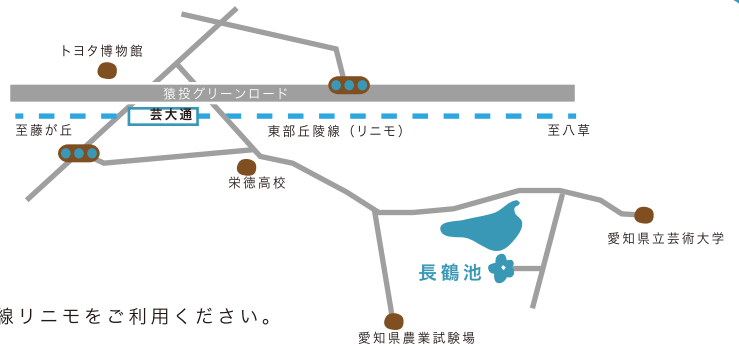 トヨタ博物館
猿投グリーンロード
芸大通
至藤が丘
東部丘陵線（リニモ）
至八草
栄徳高校
愛知県立芸術大学
長鶴池
線リニモをご利用ください。
愛知県農業試験場